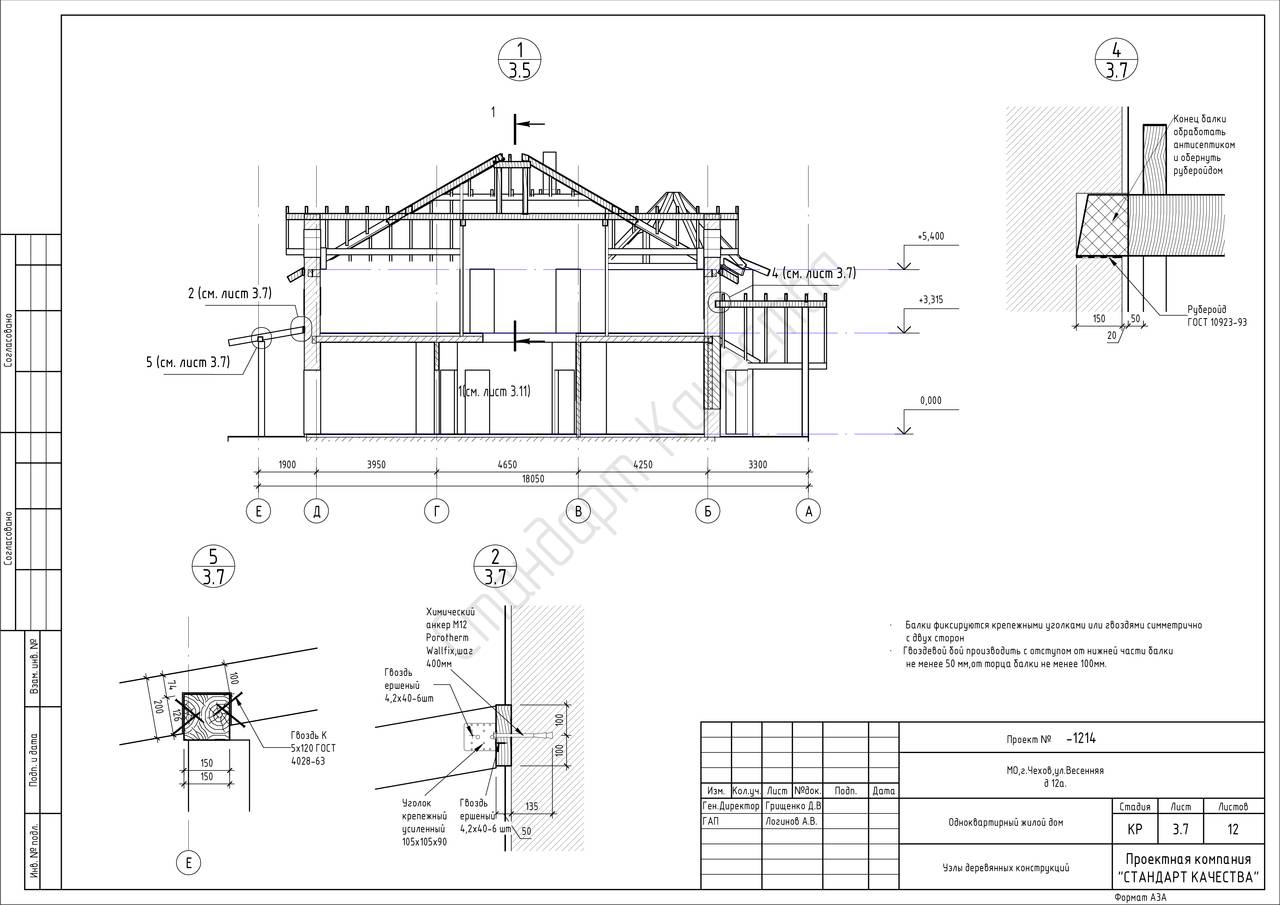 1
3.5
4
3.7
1
Конец балки
обработать
антисептиком
и обернуть
рубероидом
+5,400
4 (см. лист 3.7)
2 (см. лист 3.7)
+3,315
Рубероид
ГОСТ 10923-93
150
50
20
5 (см. лист 3.7)
1(см. лист 3.11)
0,000
1900
3950
4650
4250
3300
18050
Е
Д
Г
В
Б
А
Стандарт Качества
5
3.7
2
3.7
Химический
анкер М12
Porotherm
Wallfix,шаг
400мм
Гвоздь
ершеный
4,2х40-6шт
100
100
135
50
Уголок
крепежный
усиленный
105х105х90
Гвоздь
ершеный
4,2х40-6 шт
74
200
126
100
Гвоздь К
5х120 ГОСТ
4028-63
150
150
Е
· Балки фиксируются крепежными уголками или гвоздями симметрично
с двух сторон
· Гвоздевой бой производить с отступом от нижней части балки
не менее 50 мм,от торца балки не менее 100мм.
Согласовано
Согласовано
Взам. инв. №
Подп. и дата
Инв. № подл.
Проект № -1214
МО,г.Чехов,ул.Весенняя
д 12а.
Изм. Кол.уч. Лист №док. Подп. Дата
Ген.Директор Грищенко Д.В
ГАП Логинов А.В.
Одноквартирный жилой дом
Стадия Лист Листов
КР 3.7 12
Узлы деревянных конструкций
Проектная компания
"СТАНДАРТ КАЧЕСТВА"
Формат А3А